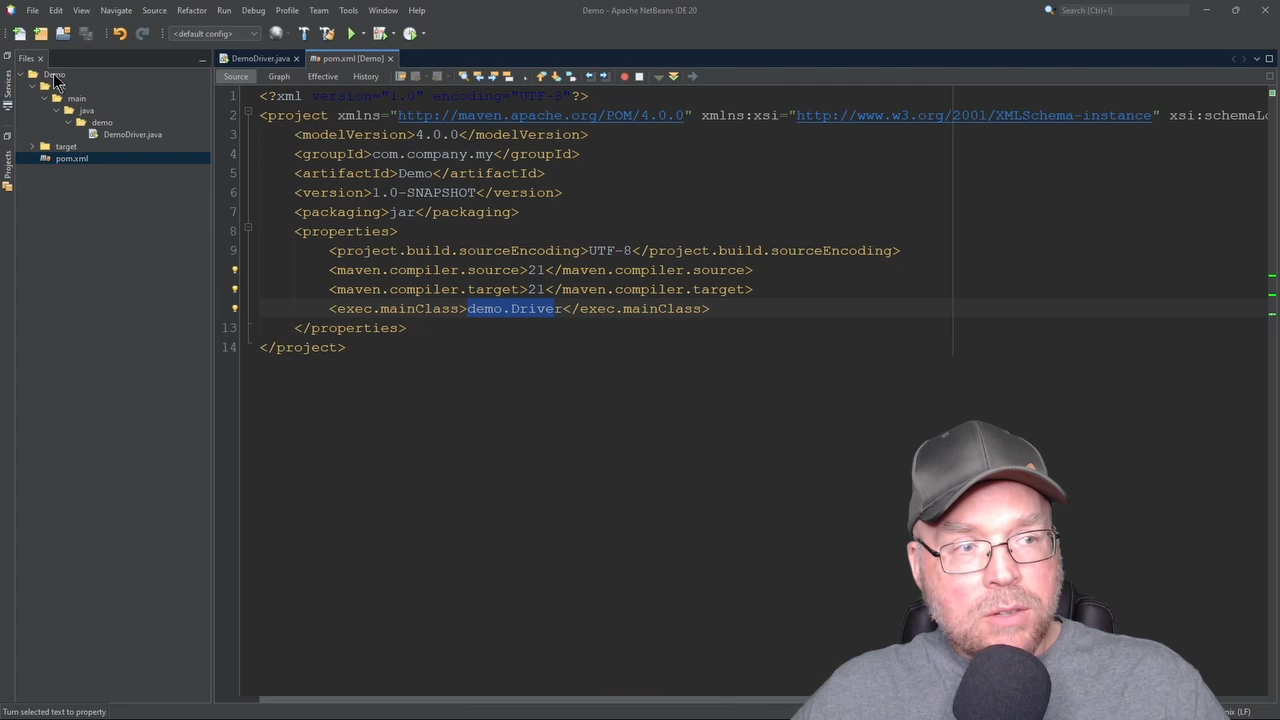 File Edit View Navigate Source Refactor Run Debug Profile Team Tools Window Help
Demo - Apache NetBeans IDE 20
Search (Ctrl+I)
<default config>
Files
DemoDriver.java
pom.xml [Demo]
Services
Projects
Source Graph Effective History
Demo
main
java
demo
DemoDriver.java
target
pom.xml
1 <?xml version="1.0" encoding="UTF-8"?>
2 <project xmlns="http://maven.apache.org/POM/4.0.0" xmlns:xsi="http://www.w3.org/2001/XMLSchema-instance" xsi:schemaLo
3 <modelVersion>4.0.0</modelVersion>
4 <groupId>com.company.my</groupId>
5 <artifactId>Demo</artifactId>
6 <version>1.0-SNAPSHOT</version>
7 <packaging>jar</packaging>
8 <properties>
9 <project.build.sourceEncoding>UTF-8</project.build.sourceEncoding>
<maven.compiler.source>21</maven.compiler.source>
<maven.compiler.target>21</maven.compiler.target>
<exec.mainClass>demo.Driver</exec.mainClass>
13 </properties>
14 </project>
Turn selected text to property
(LF)